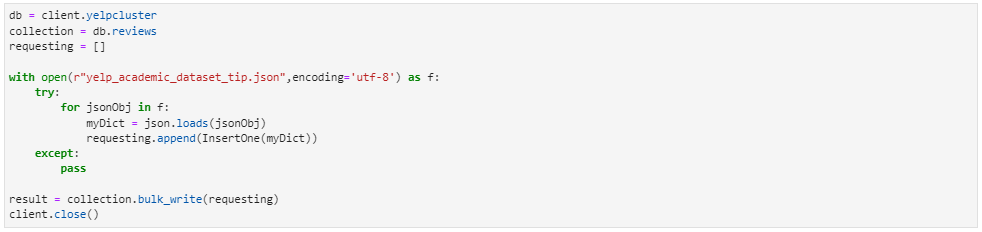 db = client.yelpcluster
collection = db.reviews
requesting = []
with open(r"yelp_academic_dataset_tip.json",encoding='utf-8') as f:
    try:
        for jsonObj in f:
            myDict = json.loads(jsonObj)
            requesting.append(InsertOne(myDict))
    except:
        pass
result = collection.bulk_write(requesting)
client.close()